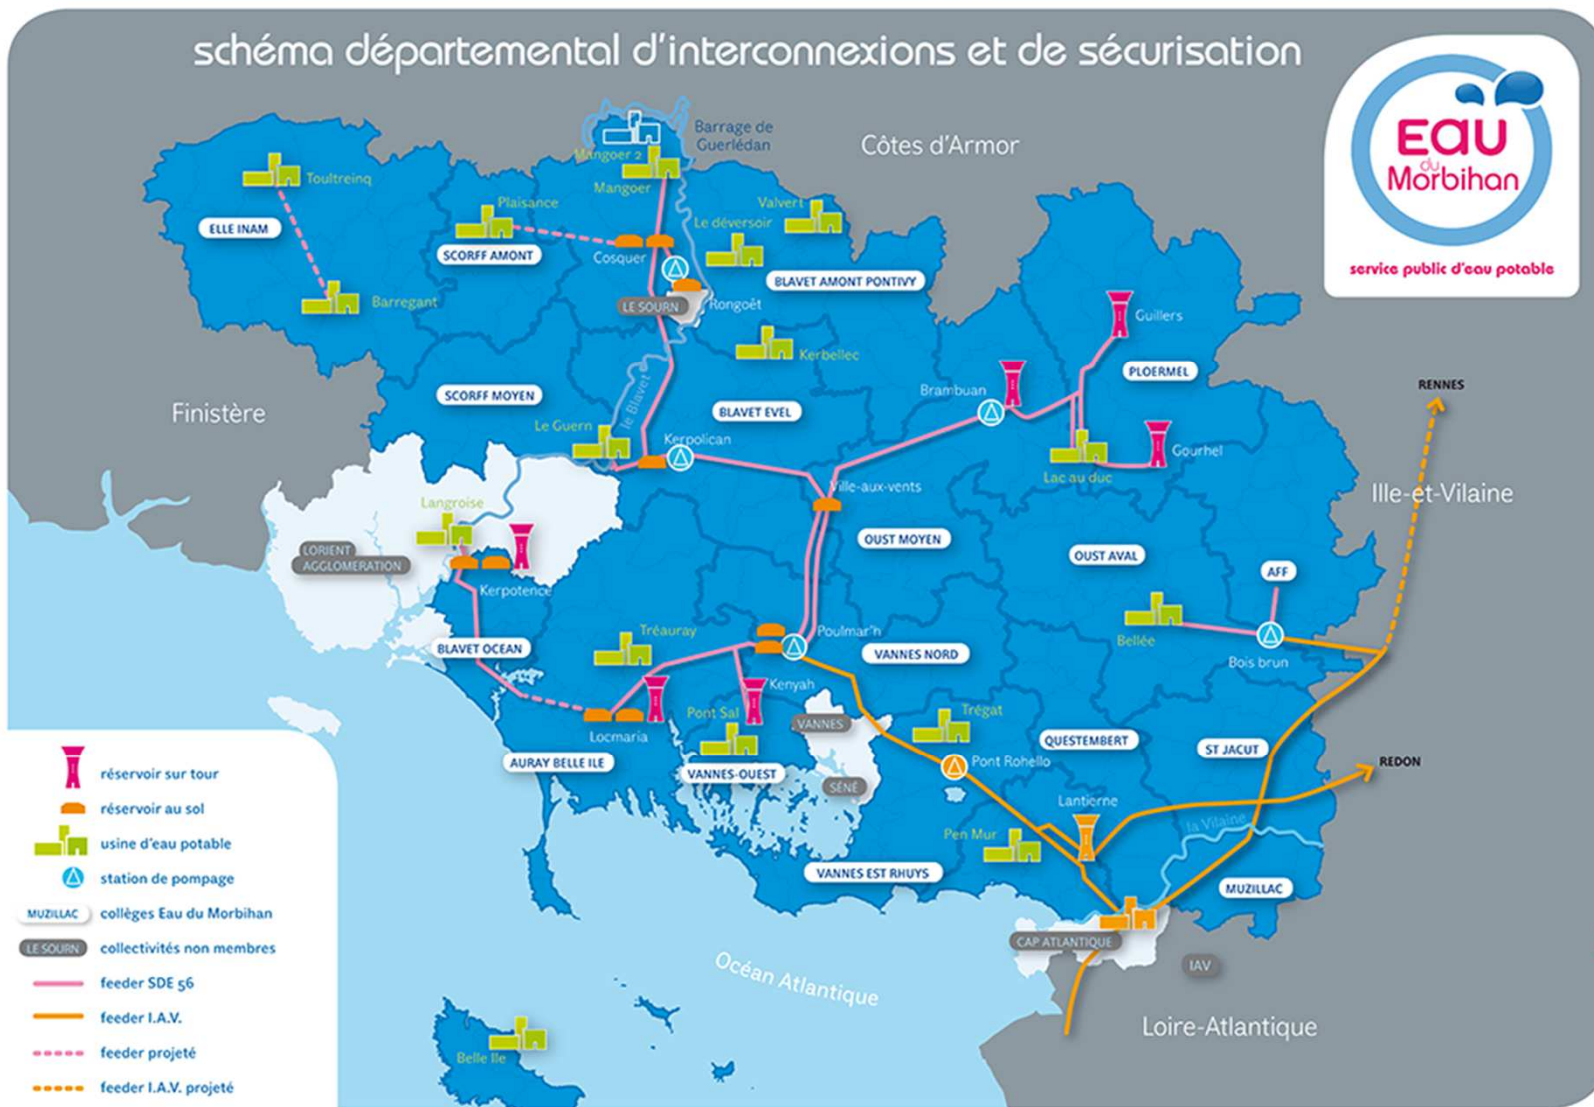 schéma départemental d'interconnexions et de sécurisation
EAU
du
Morbihan
service public d'eau potable
Côtes d'Armor
Barrage de
Guerlédan
Mangoer 2
Mangoer
Toultreinq
ELLE INAM
Barregant
Plaisance
SCORFF AMONT
Cosquer
Le déversoir
Valvert
BLAVET AMONT PONTIVY
LE SOURN
Rongoët
Kerbellec
Guillers
PLOERMEL
Brambuan
RENNES
Finistère
SCORFF MOYEN
le Blavet
BLAVET EVEL
Le Guern
Kerpolican
Gourhel
Lac au duc
Ille-et-Vilaine
Ville-aux-vents
Langroise
LORIENT
AGGLOMERATION
Kerpotence
OUST MOYEN
OUST AVAL
AFF
Bellée
Bois brun
BLAVET OCEAN
Tréauray
Poulmar'h
VANNES NORD
Kenyah
Pont Sal
Locmaria
VANNES
Trégat
QUESTEMBERT
ST JACUT
AURAY BELLE ILE
VANNES-OUEST
SÉNÉ
Pont Rohello
REDON
Lantierne
la Vilaine
Pen Mur
VANNES EST RHUYS
MUZILLAC
CAP ATLANTIQUE
IAV
Océan Atlantique
Loire-Atlantique
Belle Ile
réservoir sur tour
réservoir au sol
usine d'eau potable
station de pompage
MUZILLAC collèges Eau du Morbihan
LE SOURN collectivités non membres
feeder SDE 56
feeder I.A.V.
feeder projeté
feeder I.A.V. projeté